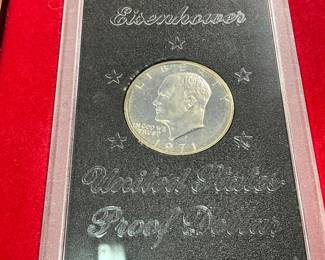 Eisenhower
LIBERTY
IN GOD WE
TRUST
1971
United States
Proof Dollar